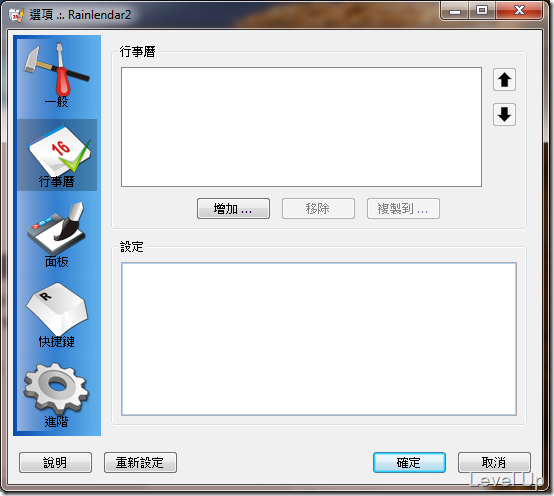 選項 .:. Rainlendar2
一般
16
行事曆
面板
R
快捷鍵
進階
行事曆
增加 ...
移除
複製到 ...
設定
說明
重新設定
確定
取消
Level Up